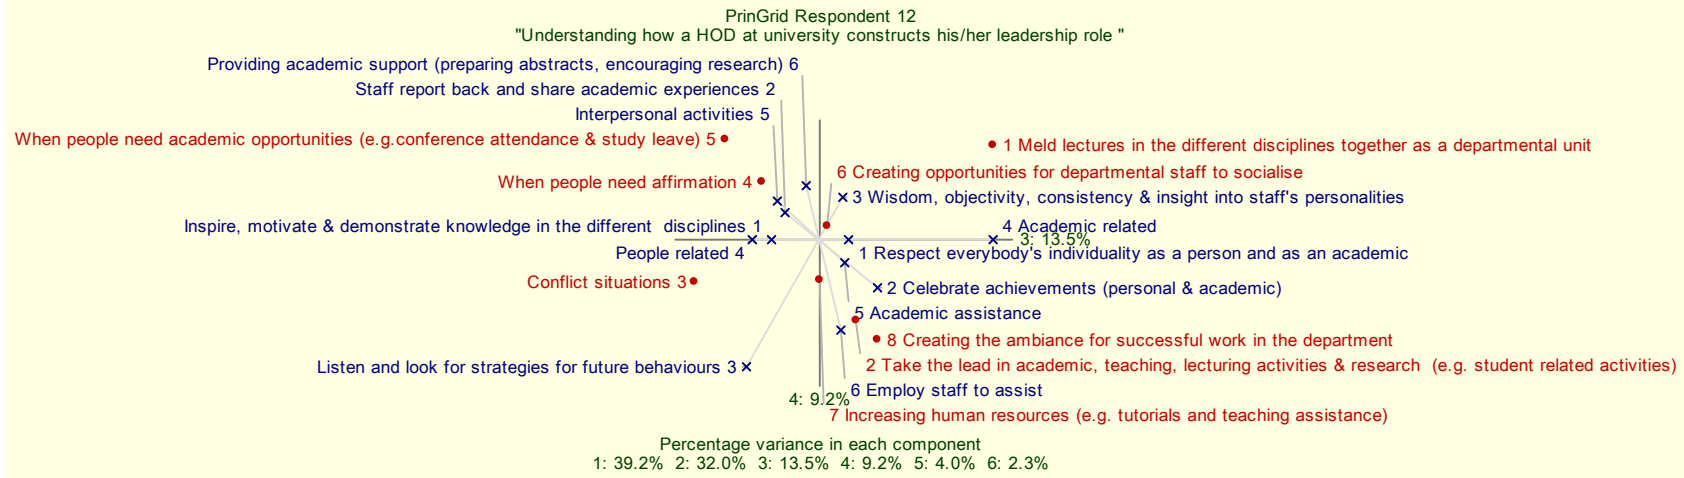 PrinGrid Respondent 12
"Understanding how a HOD at university constructs his/her leadership role "
Providing academic support (preparing abstracts, encouraging research) 6
Staff report back and share academic experiences 2
Interpersonal activities 5
When people need academic opportunities (e.g.conference attendance & study leave) 5
1 Meld lectures in the different disciplines together as a departmental unit
6 Creating opportunities for departmental staff to socialise
When people need affirmation 4
3 Wisdom, objectivity, consistency & insight into staff's personalities
Inspire, motivate & demonstrate knowledge in the different  disciplines 1
4 Academic related
3: 13.5%
People related 4
1 Respect everybody's individuality as a person and as an academic
Conflict situations 3
2 Celebrate achievements (personal & academic)
5 Academic assistance
8 Creating the ambiance for successful work in the department
Listen and look for strategies for future behaviours 3
2 Take the lead in academic, teaching, lecturing activities & research  (e.g. student related activities)
6 Employ staff to assist
4: 9.2%
7 Increasing human resources (e.g. tutorials and teaching assistance)
Percentage variance in each component
1: 39.2%  2: 32.0%  3: 13.5%  4: 9.2%  5: 4.0%  6: 2.3%